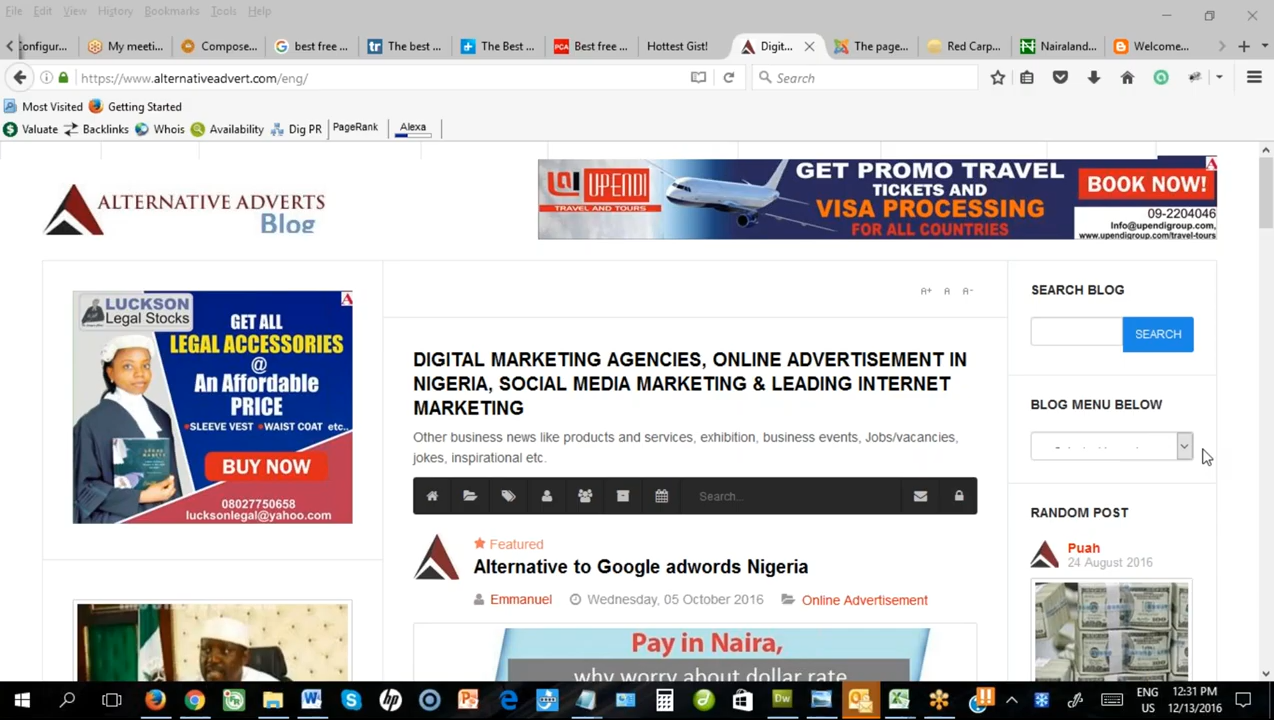 File Edit View History Bookmarks Tools Help
Configur... My meeti... Compose... best free ... The best ... The Best ... Best free ... Hottest Gist! Digit... The page... Red Carp... Nairaland... Welcome...
https://www.alternativeadvert.com/eng/ Search
Most Visited Getting Started
Valuate Backlinks Whois Availability Dig PR PageRank Alexa
ALTERNATIVE ADVERTS
Blog
UPENDI
TRAVEL AND TOURS
GET PROMO TRAVEL
TICKETS AND
VISA PROCESSING
FOR ALL COUNTRIES
BOOK NOW!
09-2204046
Info@upendigroup.com,
www.upendigroup.com/travel-tours
LUCKSON
Legal Stocks
GET ALL
LEGAL ACCESSORIES
@
An Affordable
PRICE
*SLEEVE VEST *WAIST COAT etc..
BUY NOW
08027750658
lucksonlegal@yahoo.com
A+ A A-
DIGITAL MARKETING AGENCIES, ONLINE ADVERTISEMENT IN
NIGERIA, SOCIAL MEDIA MARKETING & LEADING INTERNET
MARKETING
Other business news like products and services, exhibition, business events, Jobs/vacancies,
jokes, inspirational etc.
Search...
Featured
Alternative to Google adwords Nigeria
Emmanuel Wednesday, 05 October 2016 Online Advertisement
Pay in Naira,
why worry about dollar rate
SEARCH BLOG
SEARCH
BLOG MENU BELOW
RANDOM POST
Puah
24 August 2016
ENG
US
12:31 PM
12/13/2016